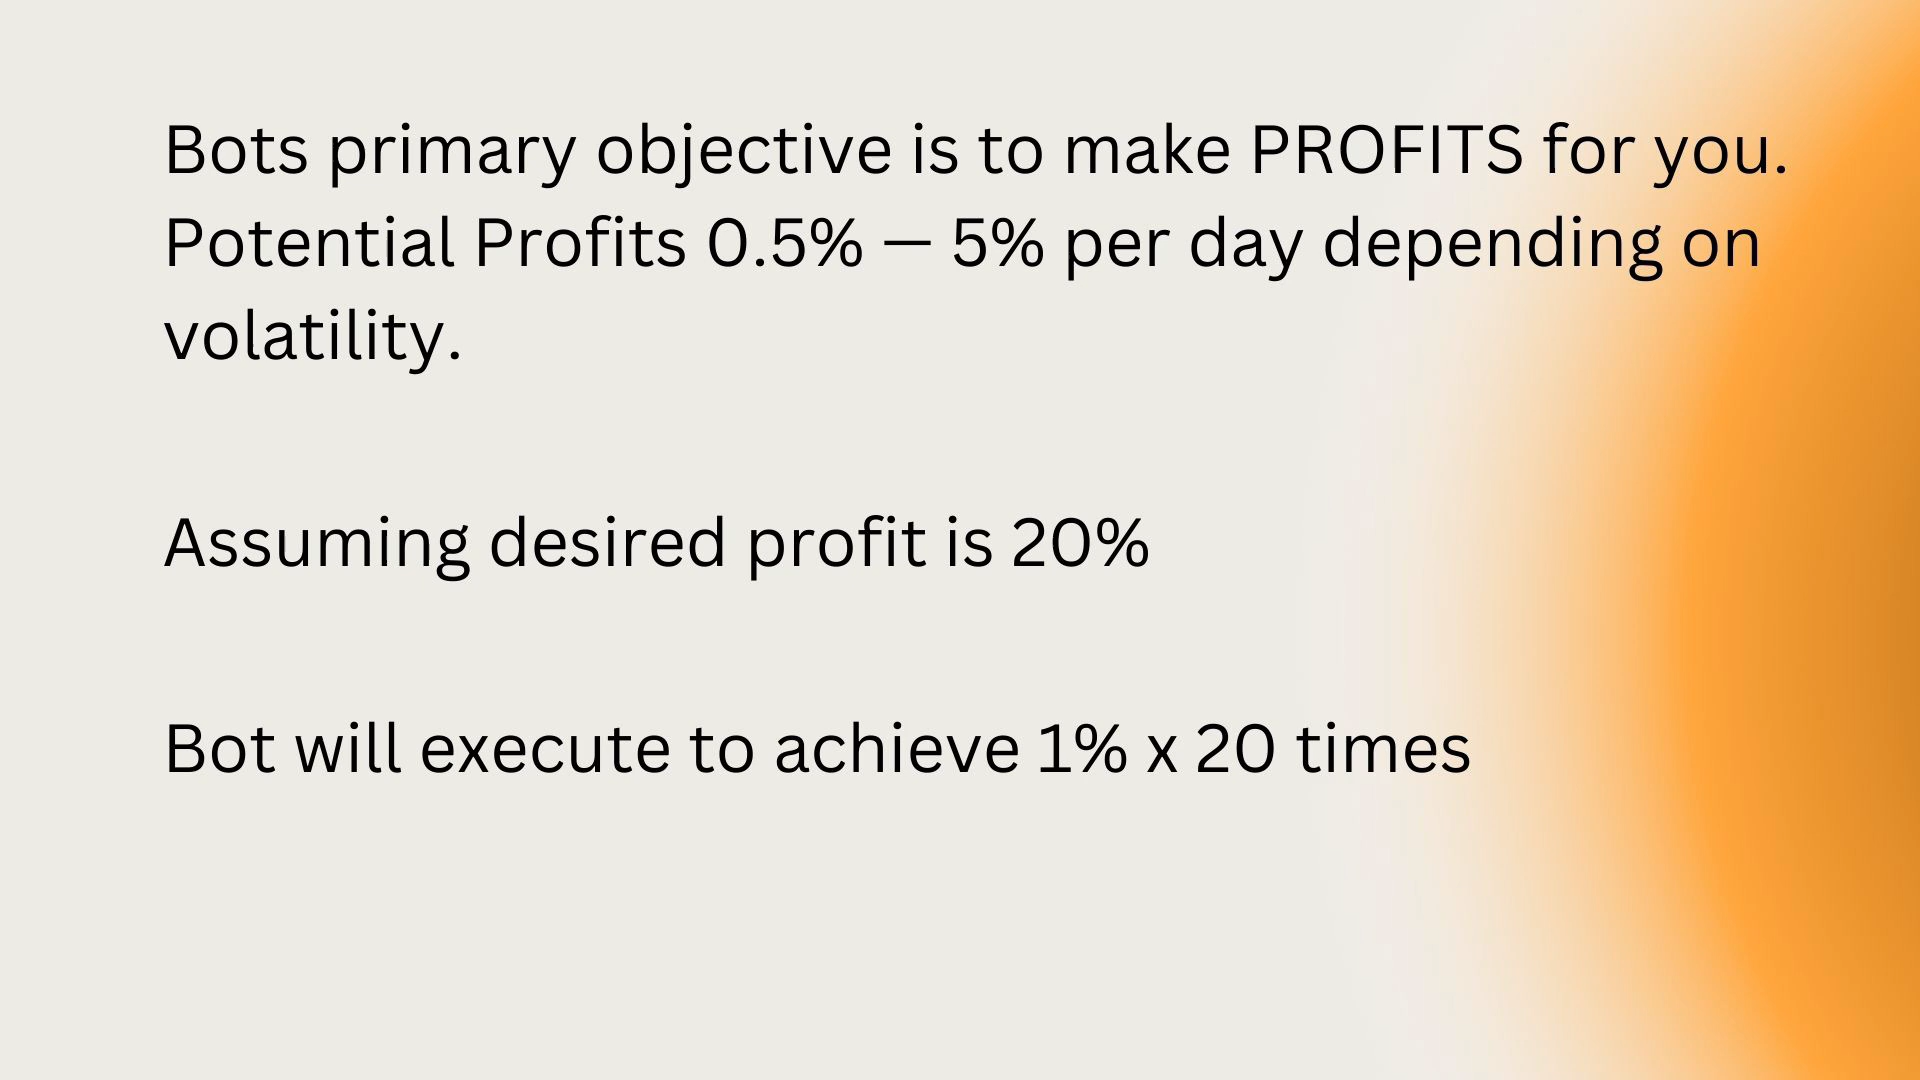 Bots primary objective is to make PROFITS for you.
Potential Profits 0.5% – 5% per day depending on
volatility.
Assuming desired profit is 20%
Bot will execute to achieve 1% x 20 times